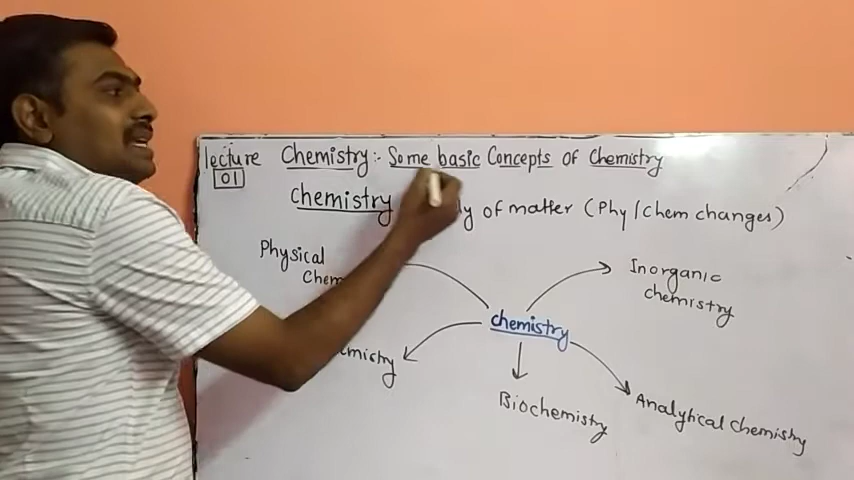 lecture Chemistry:- Some basic Concepts of Chemistry
01
Chemistry of matter (Phy/Chem changes)
Physical
Inorganic
chemistry
chemistry
Biochemistry
Analytical Chemistry